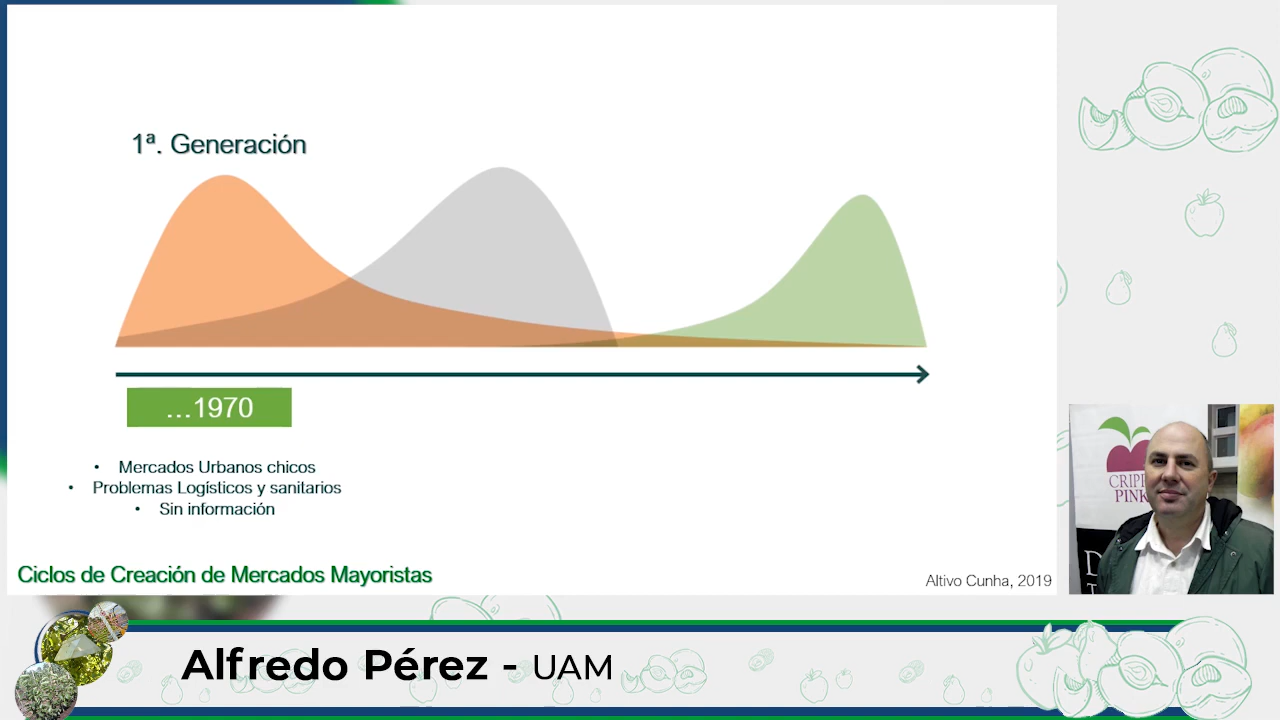 1ª. Generación
...1970
• Mercados Urbanos chicos
• Problemas Logísticos y sanitarios
• Sin información
Ciclos de Creación de Mercados Mayoristas
Altivo Cunha, 2019
PINK
Alfredo Pérez - UAM